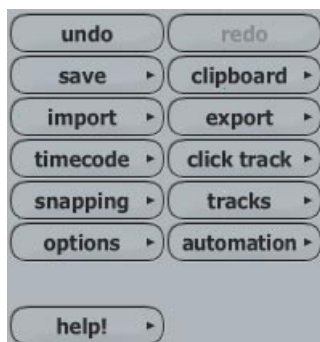 undo redo
save clipboard
import export
timecode click track
snapping tracks
options automation
help!